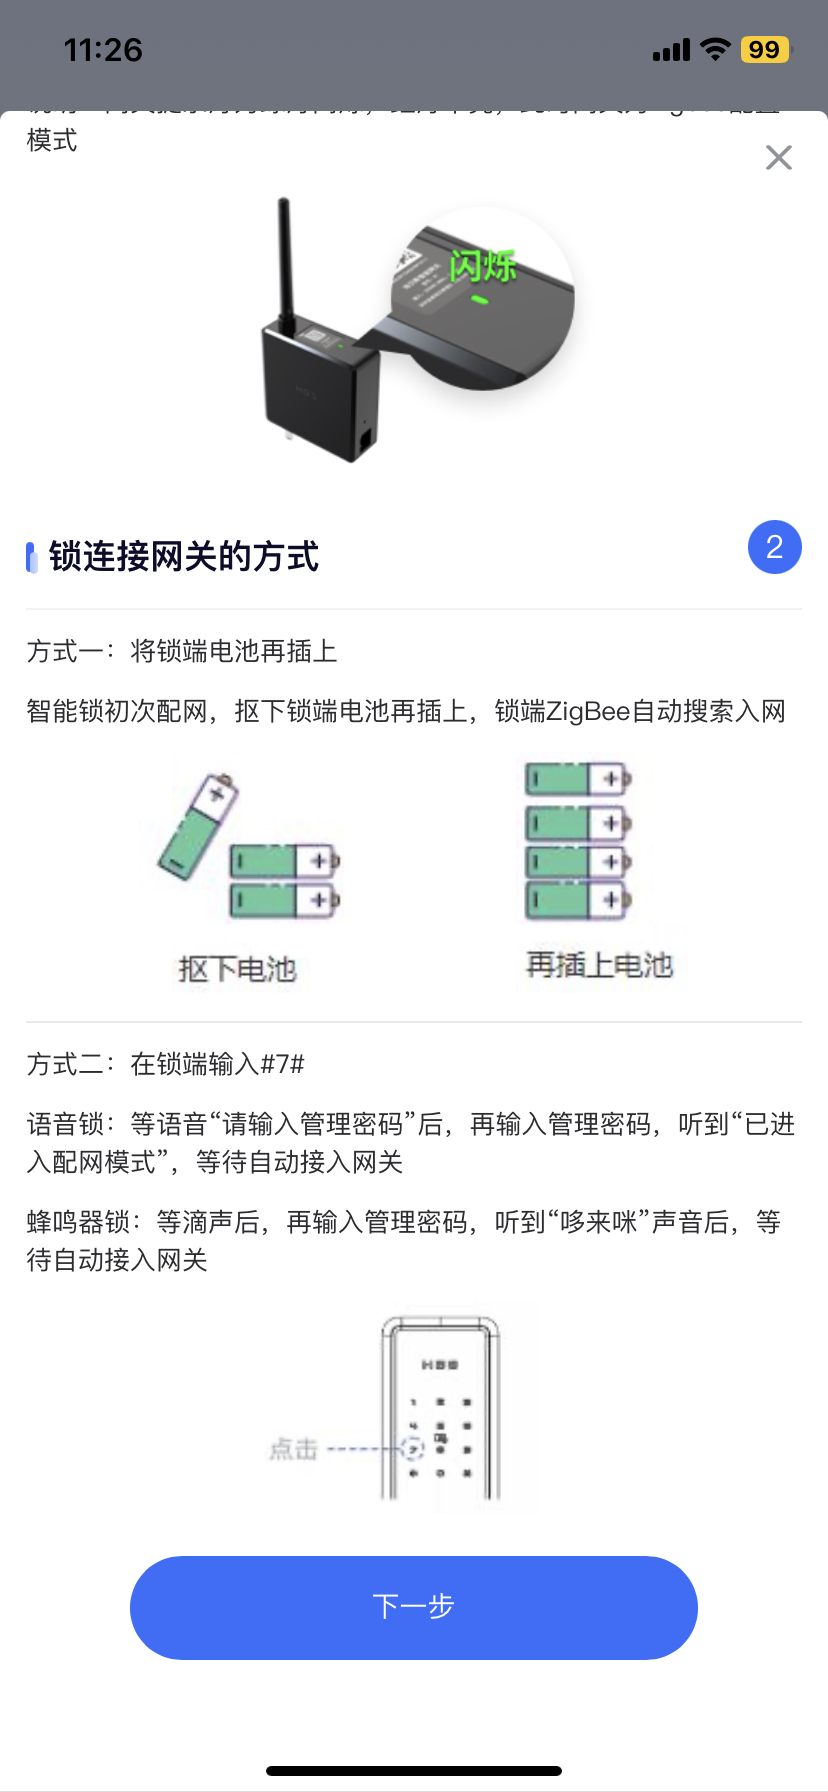 11:26
99
模式
闪烁
锁连接网关的方式
2
方式一：将锁端电池再插上
智能锁初次配网，抠下锁端电池再插上，锁端ZigBee自动搜索入网
抠下电池
再插上电池
方式二：在锁端输入#7#
语音锁：等语音“请输入管理密码”后，再输入管理密码，听到“已进
入配网模式”，等待自动接入网关
蜂鸣器锁：等滴声后，再输入管理密码，听到“哆来咪”声音后，等
待自动接入网关
点击
下一步